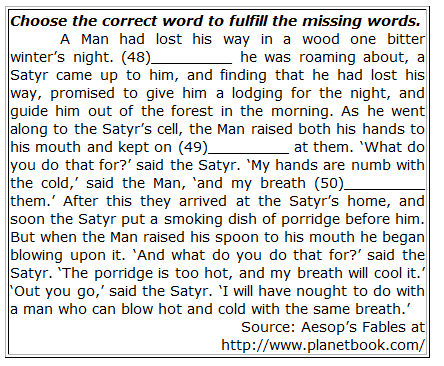 Choose the correct word to fulfill the missing words.
A Man had lost his way in a wood one bitter
winter’s night. (48)_________ he was roaming about, a
Satyr came up to him, and finding that he had lost his
way, promised to give him a lodging for the night, and
guide him out of the forest in the morning. As he went
along to the Satyr’s cell, the Man raised both his hands to
his mouth and kept on (49)_________ at them. ‘What do
you do that for?’ said the Satyr. ‘My hands are numb with
the cold,’ said the Man, ‘and my breath (50)_________
them.’ After this they arrived at the Satyr’s home, and
soon the Satyr put a smoking dish of porridge before him.
But when the Man raised his spoon to his mouth he began
blowing upon it. ‘And what do you do that for?’ said the
Satyr. ‘The porridge is too hot, and my breath will cool it.’
‘Out you go,’ said the Satyr. ‘I will have nought to do with
a man who can blow hot and cold with the same breath.’
Source: Aesop’s Fables at
http://www.planetbook.com/